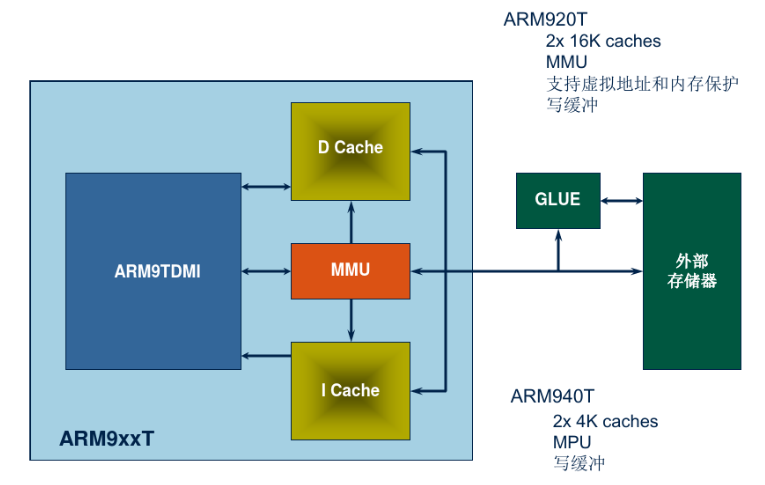 ARM920T
2x 16K caches
MMU
支持虚拟地址和内存保护
写缓冲
D Cache
GLUE
ARM9TDMI
MMU
外部
存储器
I Cache
ARM9xxT
ARM940T
2x 4K caches
MPU
写缓冲